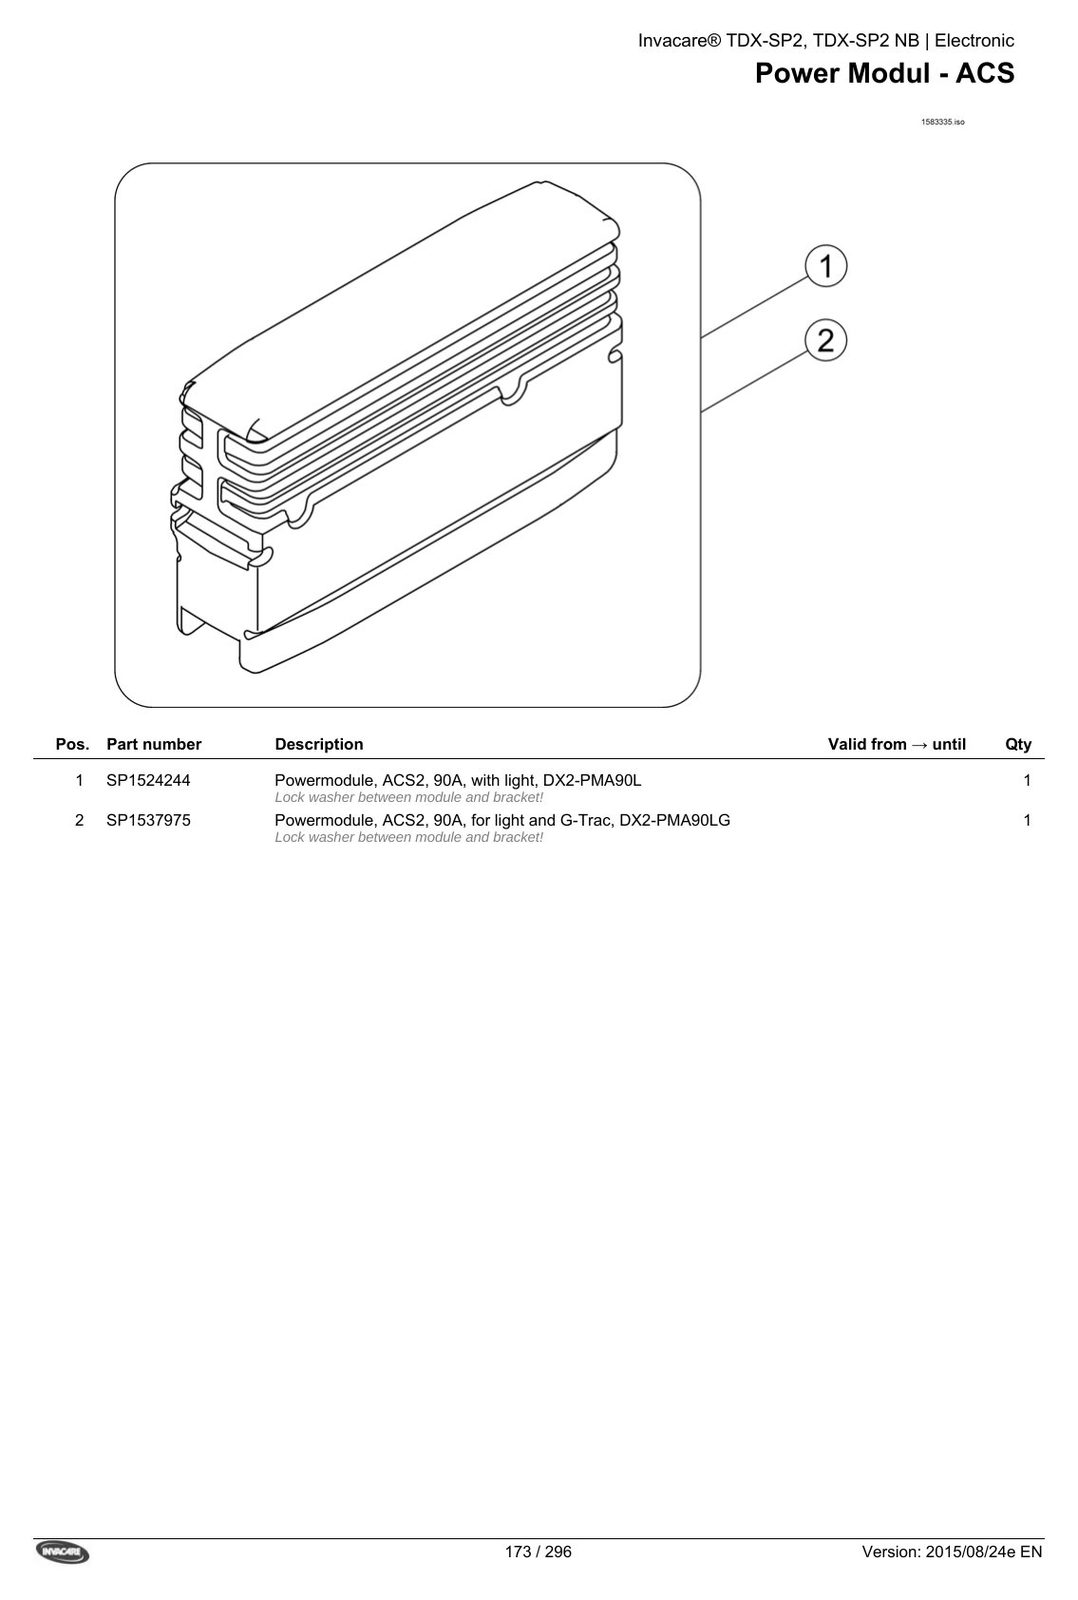 Invacare® TDX-SP2, TDX-SP2 NB | Electronic
Power Modul - ACS
1583335.iso
1
2
Pos. Part number Description Valid from → until Qty
1 SP1524244 Powermodule, ACS2, 90A, with light, DX2-PMA90L 1
Lock washer between module and bracket!
2 SP1537975 Powermodule, ACS2, 90A, for light and G-Trac, DX2-PMA90LG 1
Lock washer between module and bracket!
INVACARE 173 / 296 Version: 2015/08/24e EN